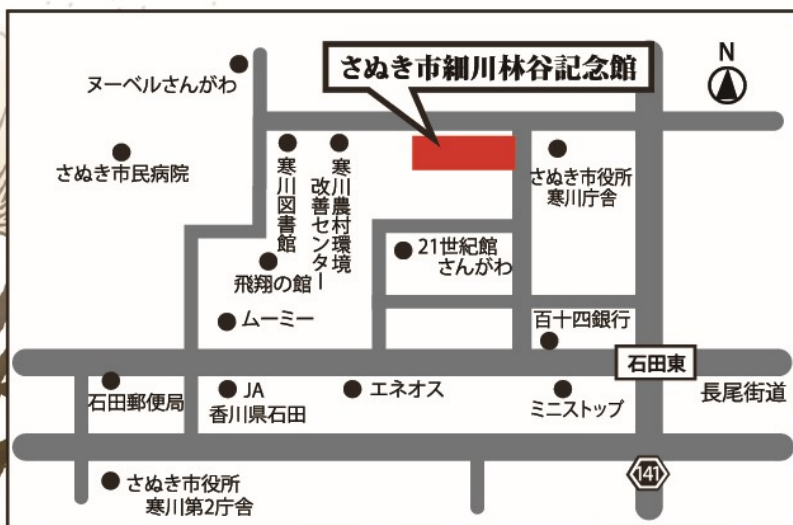 さぬき市細川林谷記念館
N
ヌーベルさんがわ
さぬき市民病院
寒川図書館
寒川農村環境
改善センター
さぬき市役所
寒川庁舎
21世紀館
さんがわ
飛翔の館
ムーミー
百十四銀行
石田東
長尾街道
石田郵便局
JA
香川県石田
エネオス
ミニストップ
141
さぬき市役所
寒川第2庁舎